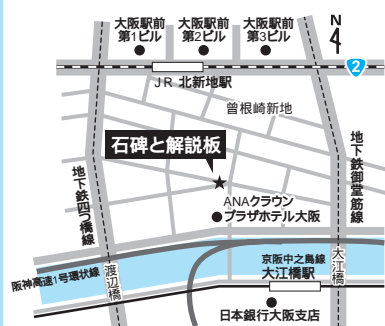 大阪駅前
第1ビル
大阪駅前
第2ビル
大阪駅前
第3ビル
N
2
JR 北新地駅
曾根崎新地
石碑と解説板
地下鉄四つ橋線
地下鉄御堂筋線
ANAクラウン
プラザホテル大阪
阪神高速1号環状線
渡辺橋
京阪中之島線
大江橋駅
大江橋
日本銀行大阪支店